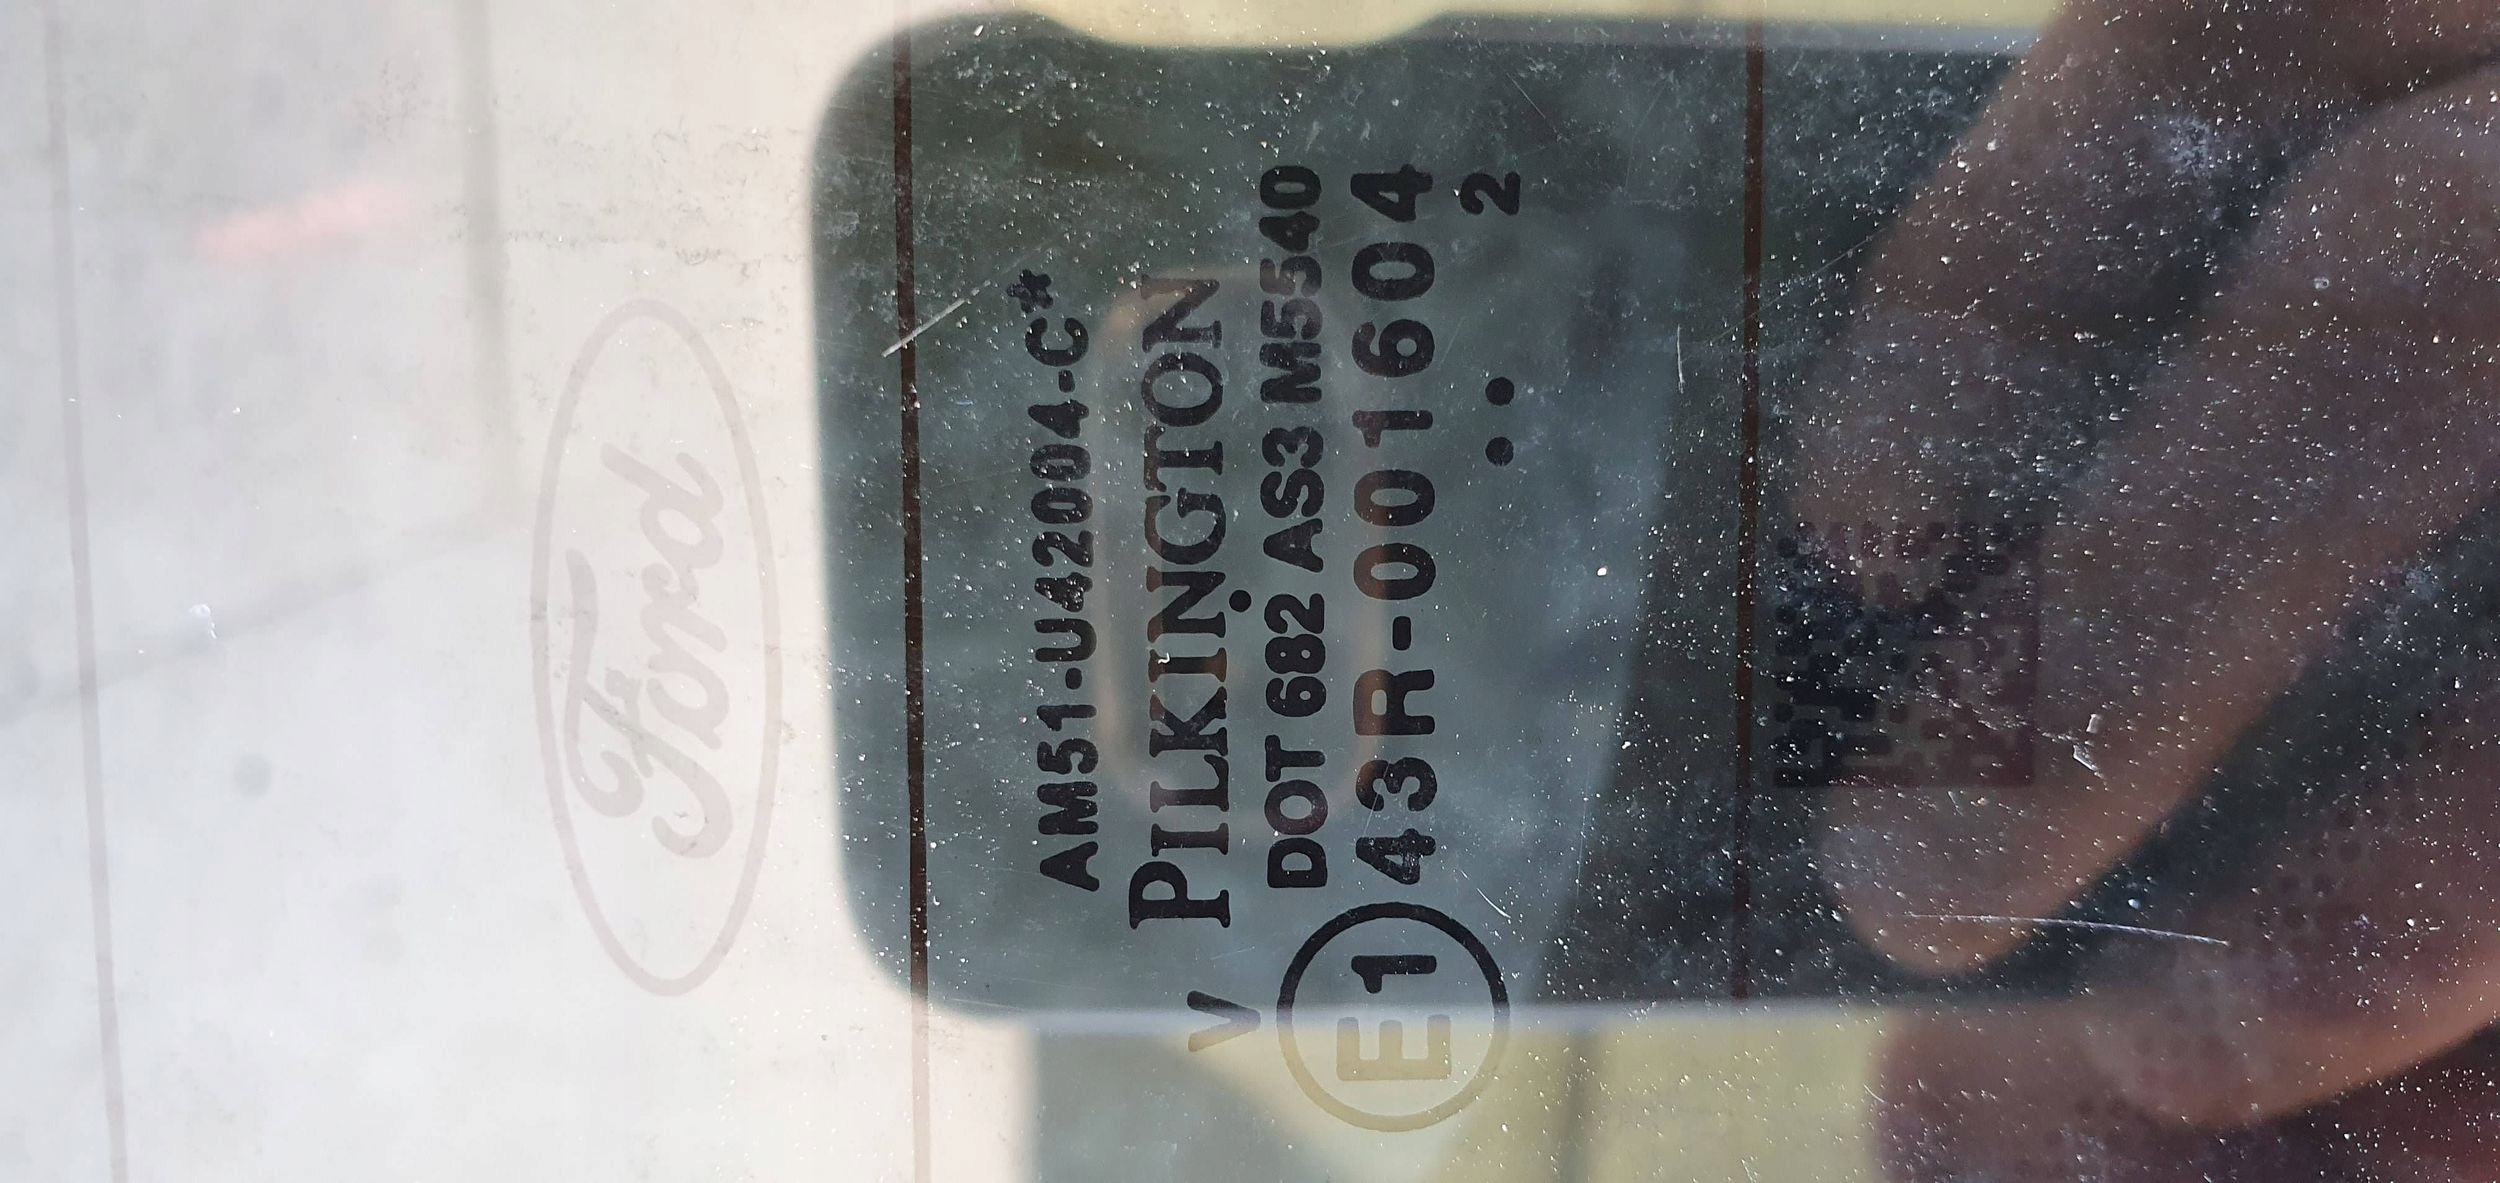 Ford
AM51-U42004-C*
PILKINGTON
V
DOT 682 AS3 M5540
E1 43R-001604
.. 2